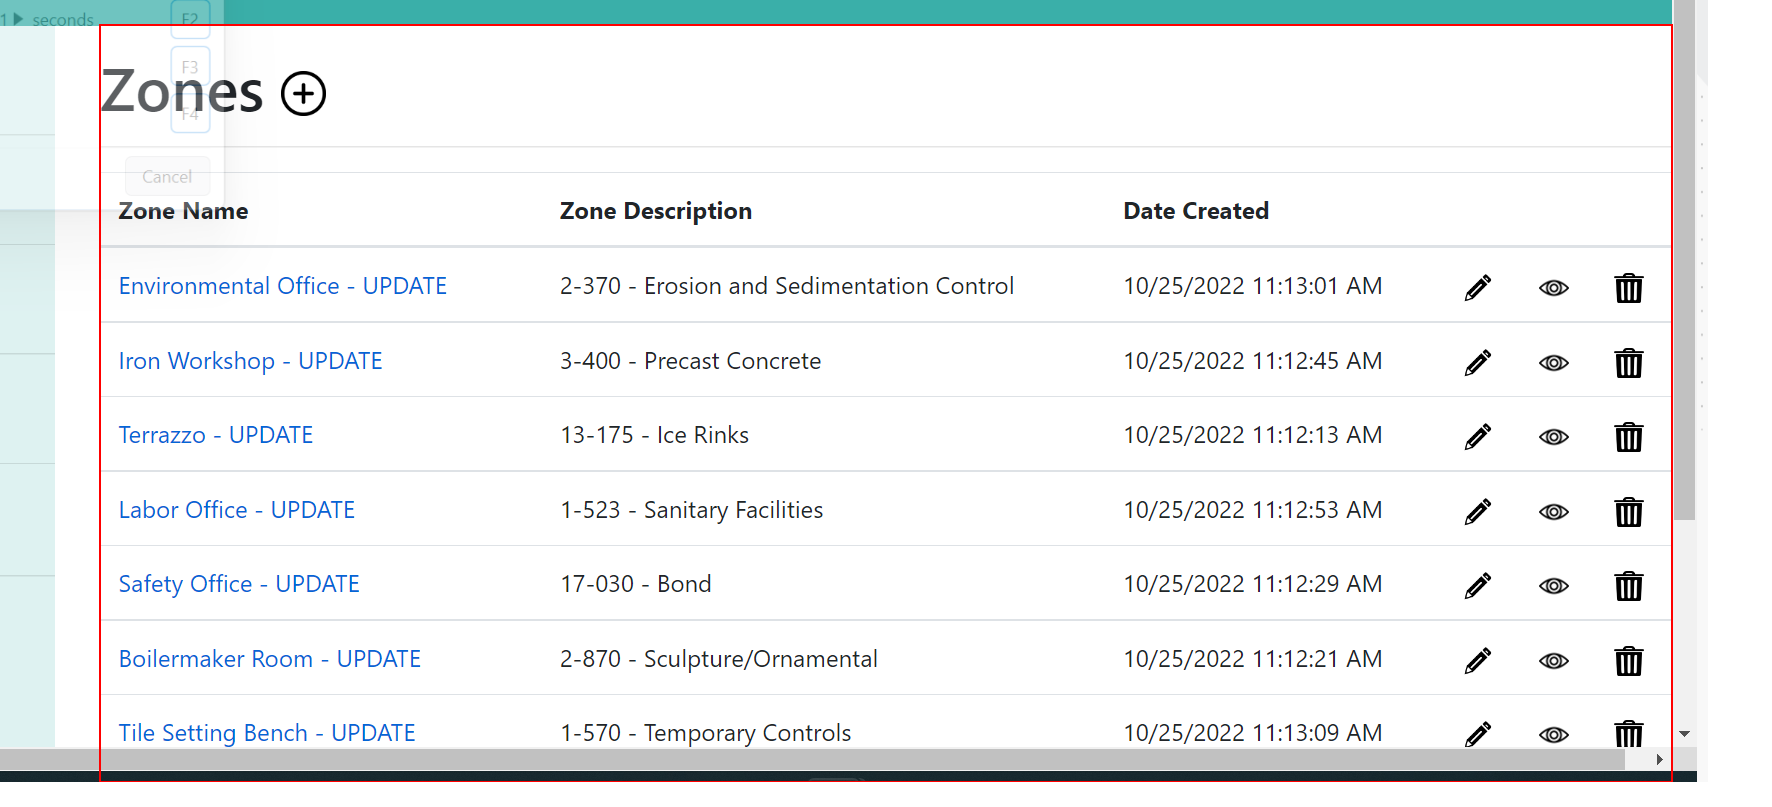 1 seconds
F2
F3
Zones
F4
Cancel
Zone Name Zone Description Date Created
Environmental Office - UPDATE 2-370 - Erosion and Sedimentation Control 10/25/2022 11:13:01 AM
Iron Workshop - UPDATE 3-400 - Precast Concrete 10/25/2022 11:12:45 AM
Terrazzo - UPDATE 13-175 - Ice Rinks 10/25/2022 11:12:13 AM
Labor Office - UPDATE 1-523 - Sanitary Facilities 10/25/2022 11:12:53 AM
Safety Office - UPDATE 17-030 - Bond 10/25/2022 11:12:29 AM
Boilermaker Room - UPDATE 2-870 - Sculpture/Ornamental 10/25/2022 11:12:21 AM
Tile Setting Bench - UPDATE 1-570 - Temporary Controls 10/25/2022 11:13:09 AM